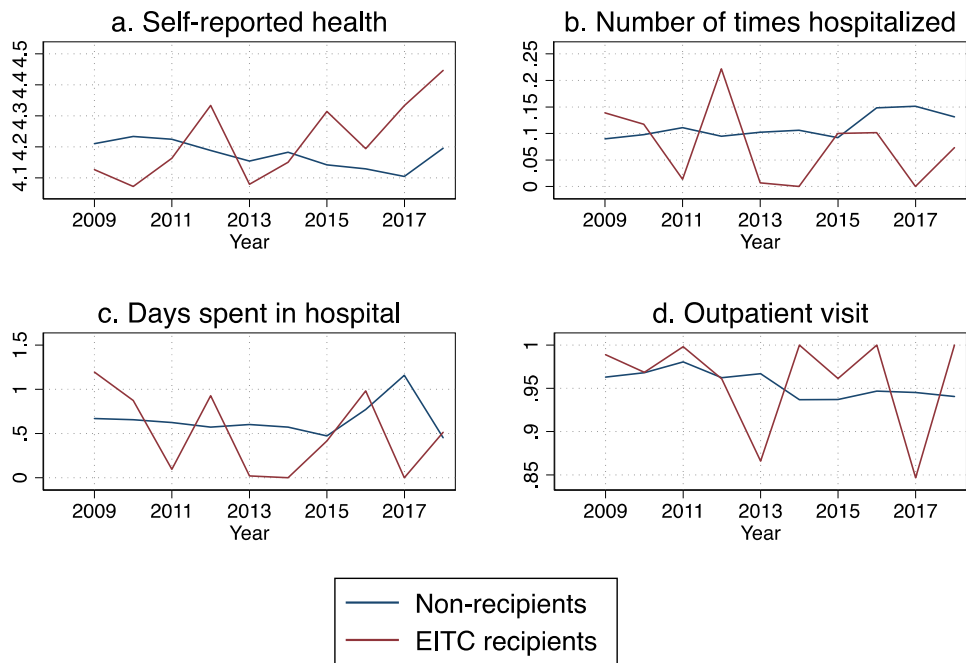 a. Self-reported health
4.1 4.2 4.3 4.4 4.5
2009 2011 2013 2015 2017
Year
b. Number of times hospitalized
0 .05 .1 .15 .2 .25
2009 2011 2013 2015 2017
Year
c. Days spent in hospital
0 .5 1 1.5
2009 2011 2013 2015 2017
Year
d. Outpatient visit
.85 .9 .95 1
2009 2011 2013 2015 2017
Year
Non-recipients
EITC recipients